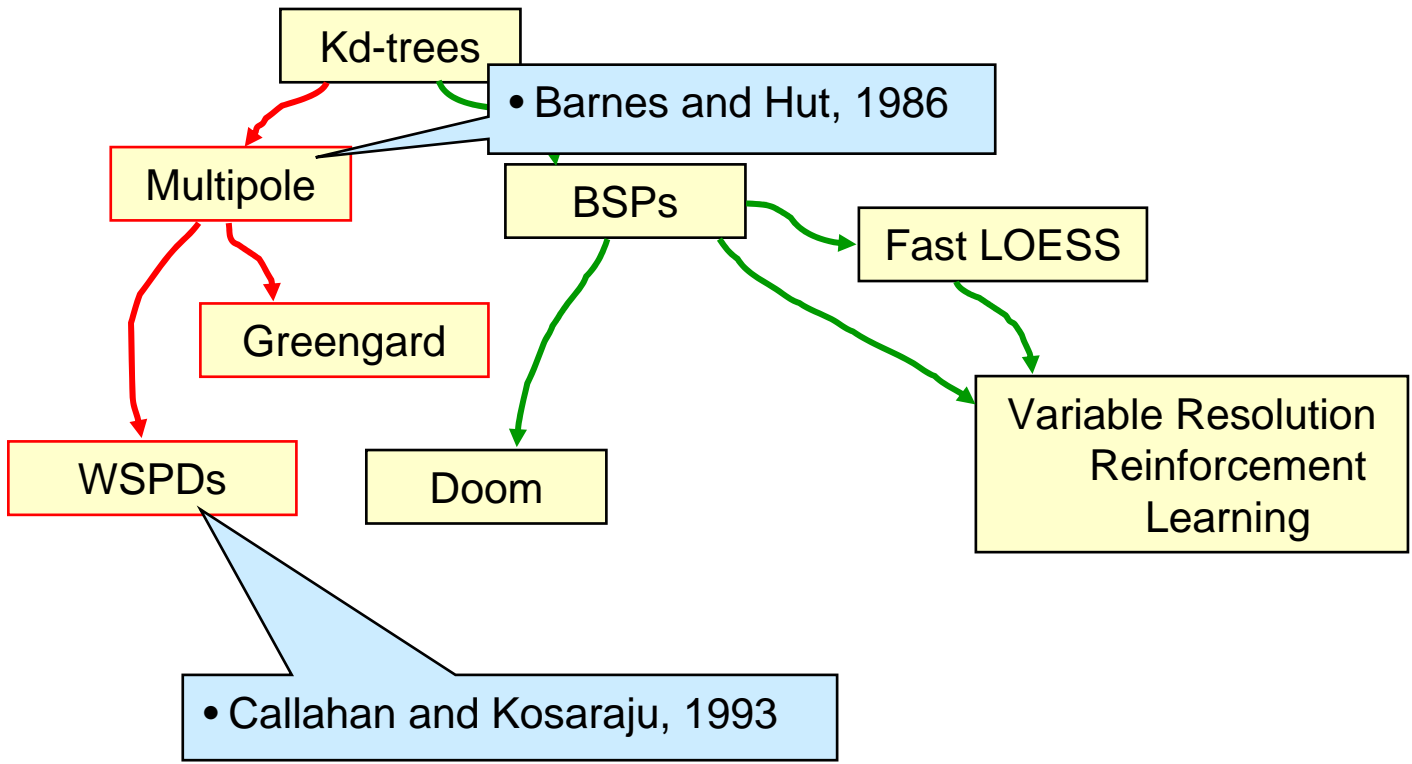 Kd-trees
• Barnes and Hut, 1986
Multipole
BSPs
Fast LOESS
Greengard
Variable Resolution
Reinforcement
Learning
WSPDs
Doom
• Callahan and Kosaraju, 1993